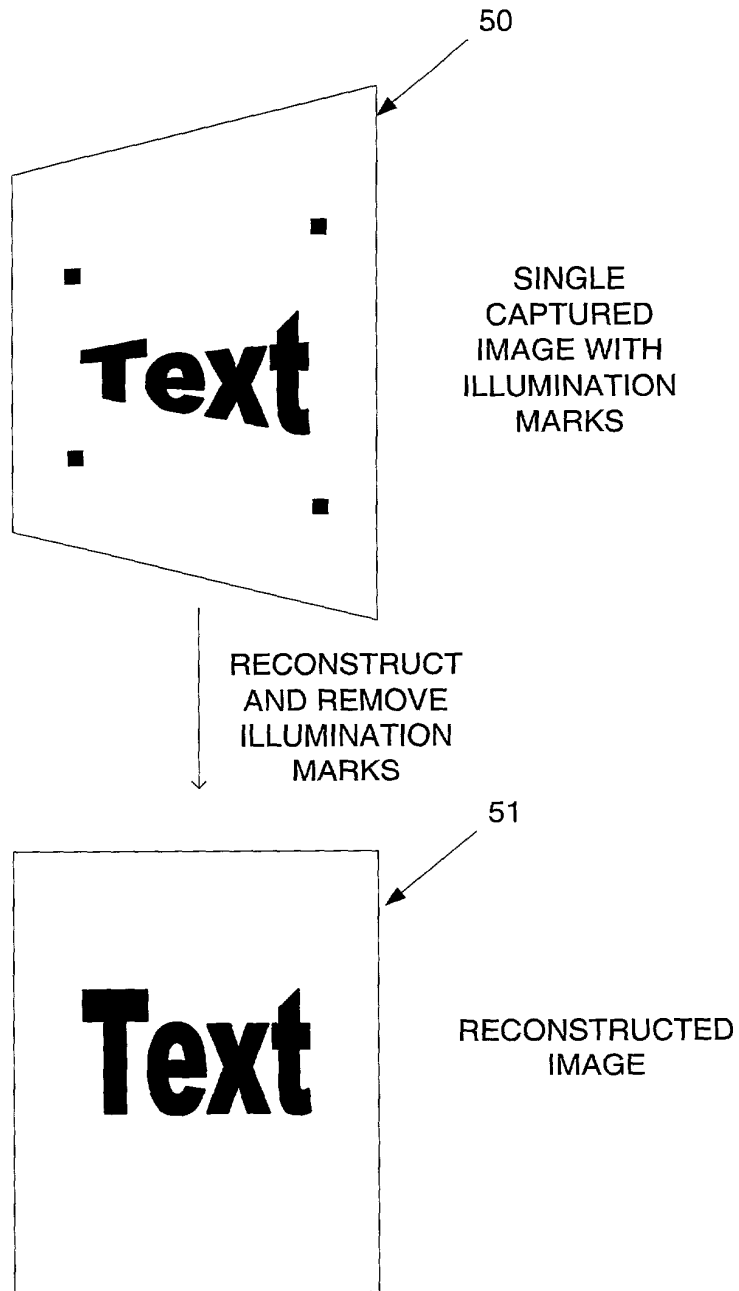 50
SINGLE
CAPTURED
IMAGE WITH
ILLUMINATION
MARKS
Text
RECONSTRUCT
AND REMOVE
ILLUMINATION
MARKS
51
Text
RECONSTRUCTED
IMAGE